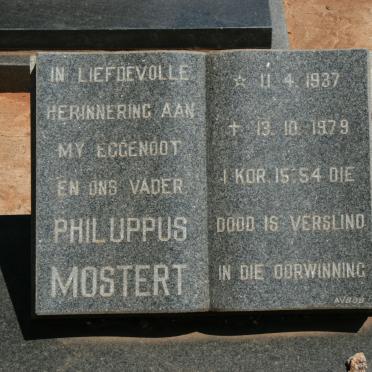 IN LIEFDEVOLLE
HERINNERING AAN
MY EGGENOOT
EN ONS VADER
PHILUPPUS
MOSTERT
☆ 11. 4. 1937
+ 13. 10. 1979
1 KOR. 15:54 DIE
DOOD IS VERSLIND
IN DIE OORWINNING